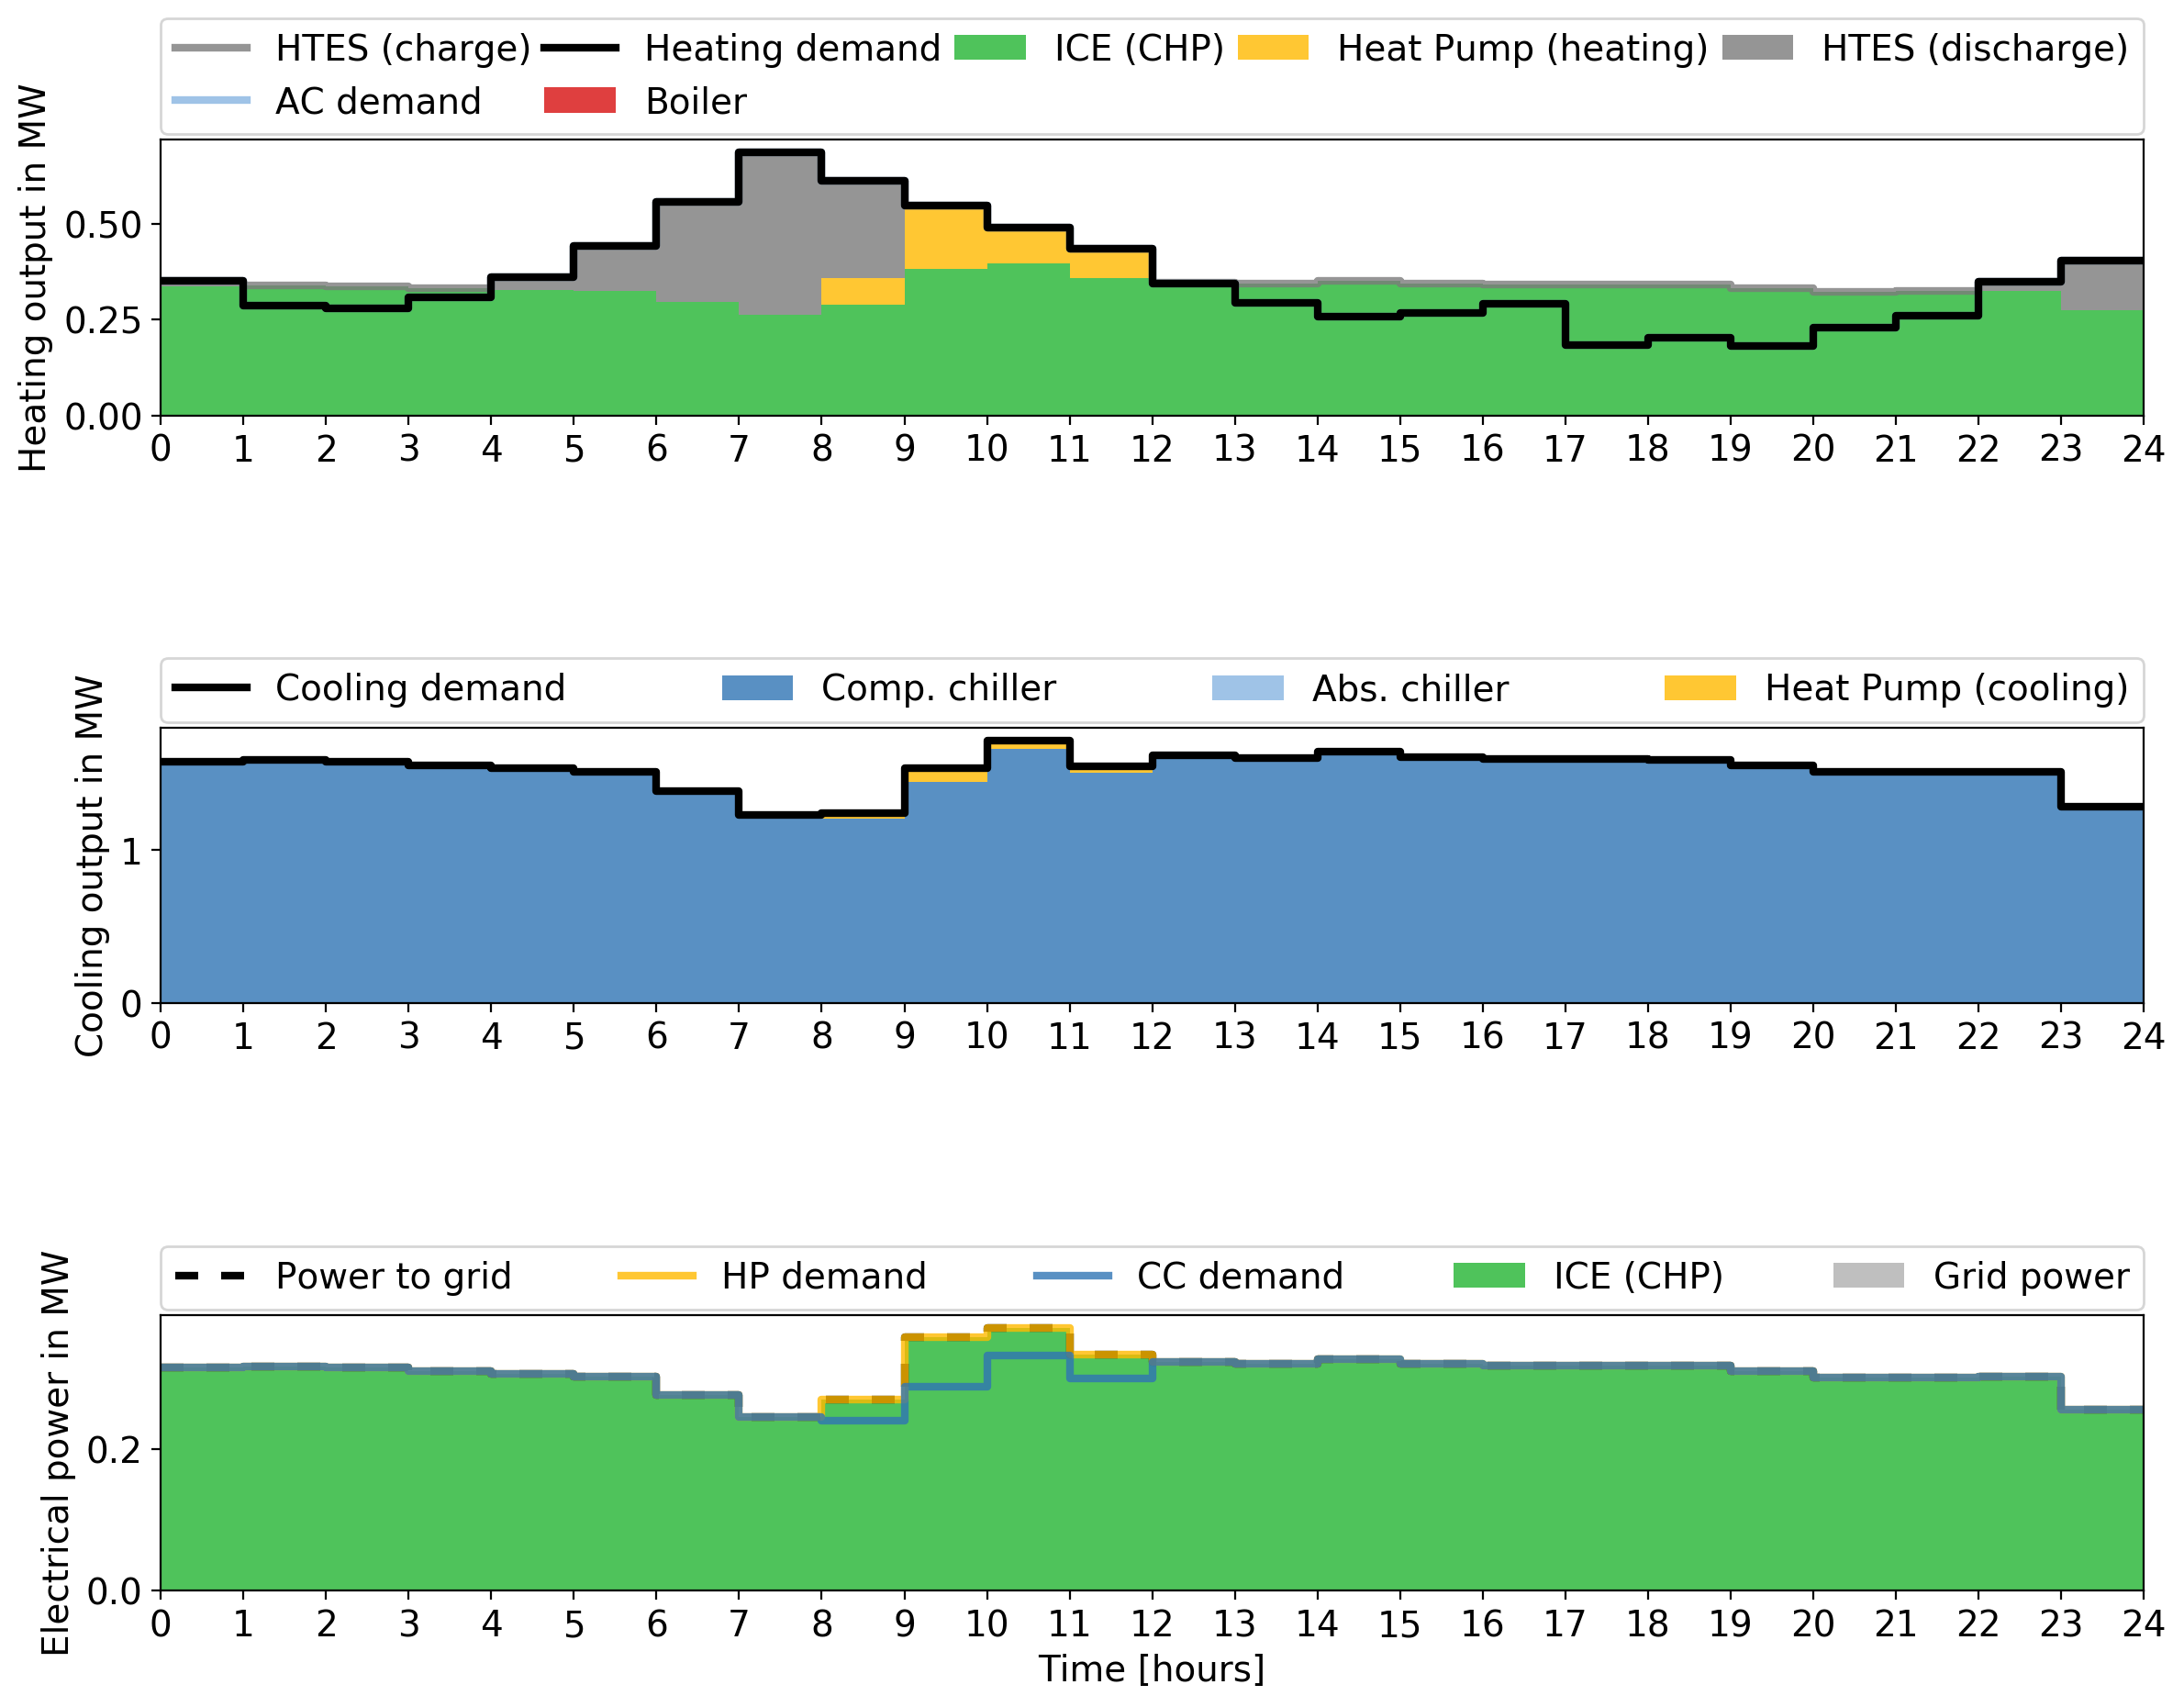 HTES (charge) Heating demand ICE (CHP) Heat Pump (heating) HTES (discharge)
AC demand Boiler
Heating output in MW
0.50
0.25
0.00
0 1 2 3 4 5 6 7 8 9 10 11 12 13 14 15 16 17 18 19 20 21 22 23 24
Cooling demand Comp. chiller Abs. chiller Heat Pump (cooling)
Cooling output in MW
1
0
0 1 2 3 4 5 6 7 8 9 10 11 12 13 14 15 16 17 18 19 20 21 22 23 24
Power to grid HP demand CC demand ICE (CHP) Grid power
Electrical power in MW
0.2
0.0
0 1 2 3 4 5 6 7 8 9 10 11 12 13 14 15 16 17 18 19 20 21 22 23 24
Time [hours]